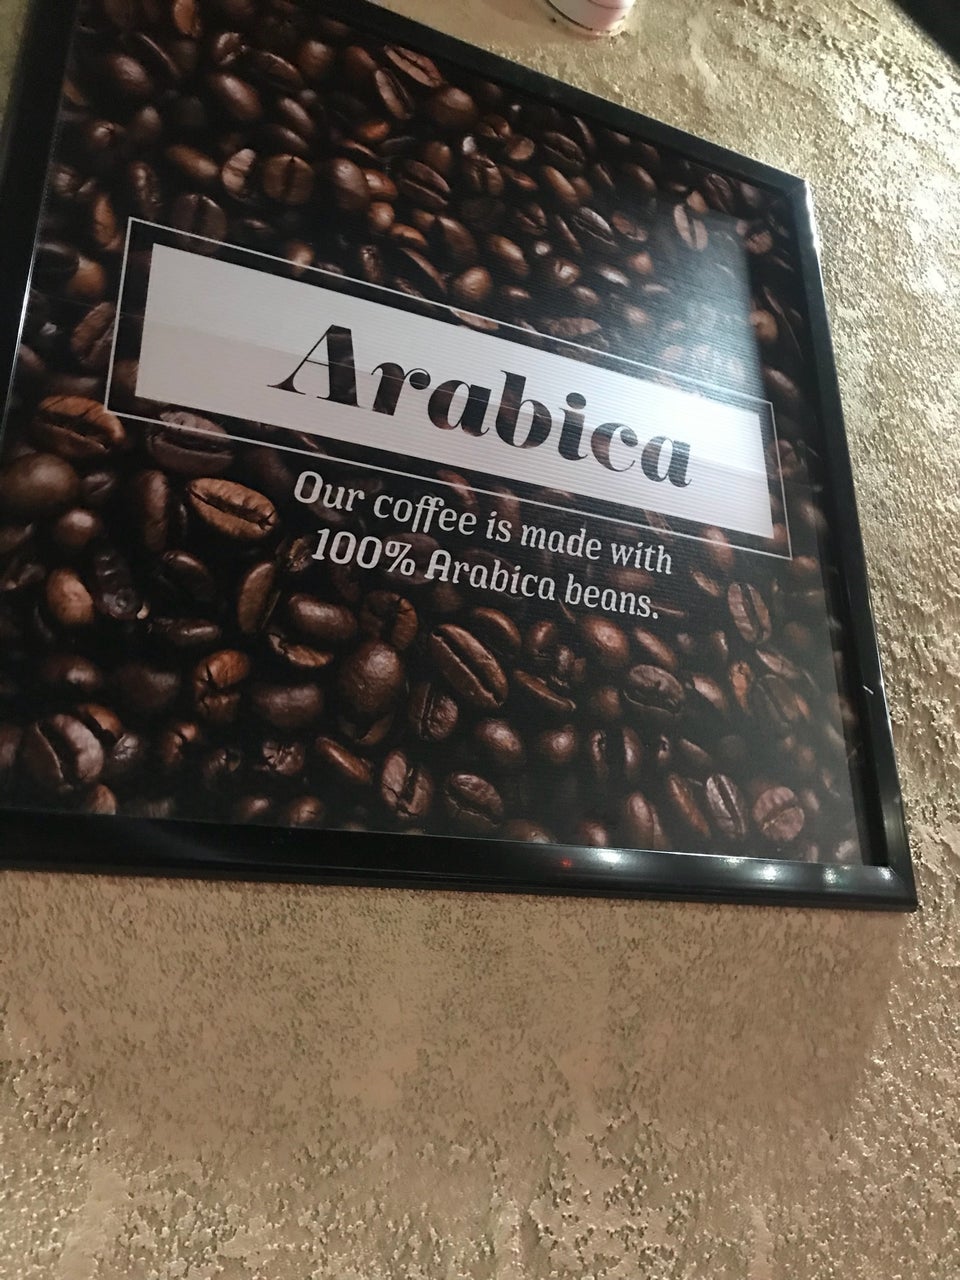 Arabica
Our coffee is made with
100% Arabica beans.